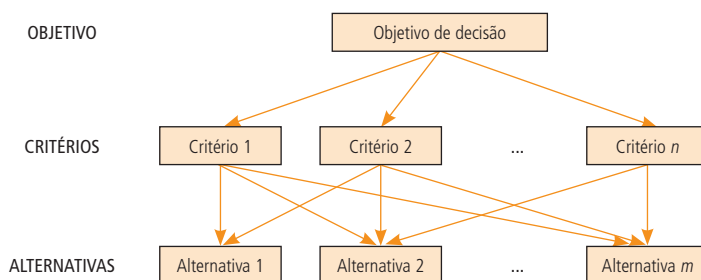 OBJETIVO
Objetivo de decisão
CRITÉRIOS
Critério 1
Critério 2
...
Critério n
ALTERNATIVAS
Alternativa 1
Alternativa 2
...
Alternativa m